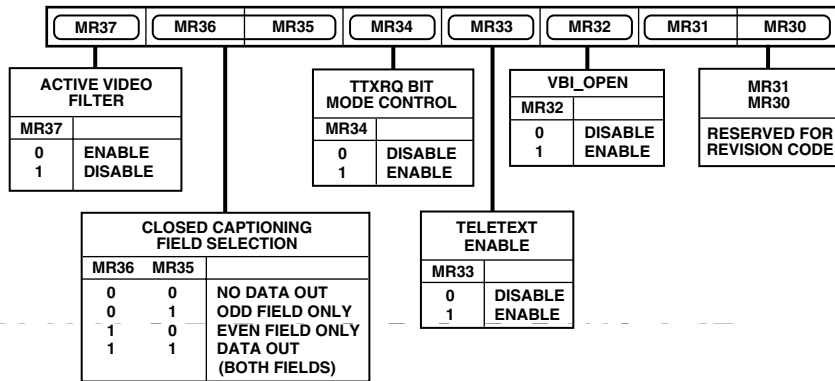 MR37 MR36 MR35 MR34 MR33 MR32 MR31 MR30
ACTIVE VIDEO
FILTER
MR37
0 ENABLE
1 DISABLE
TTXRQ BIT
MODE CONTROL
MR34
0 DISABLE
1 ENABLE
VBI_OPEN
MR32
0 DISABLE
1 ENABLE
MR31
MR30
RESERVED FOR
REVISION CODE
CLOSED CAPTIONING
FIELD SELECTION
MR36 MR35
0 0 NO DATA OUT
0 1 ODD FIELD ONLY
1 0 EVEN FIELD ONLY
1 1 DATA OUT
(BOTH FIELDS)
TELETEXT
ENABLE
MR33
0 DISABLE
1 ENABLE